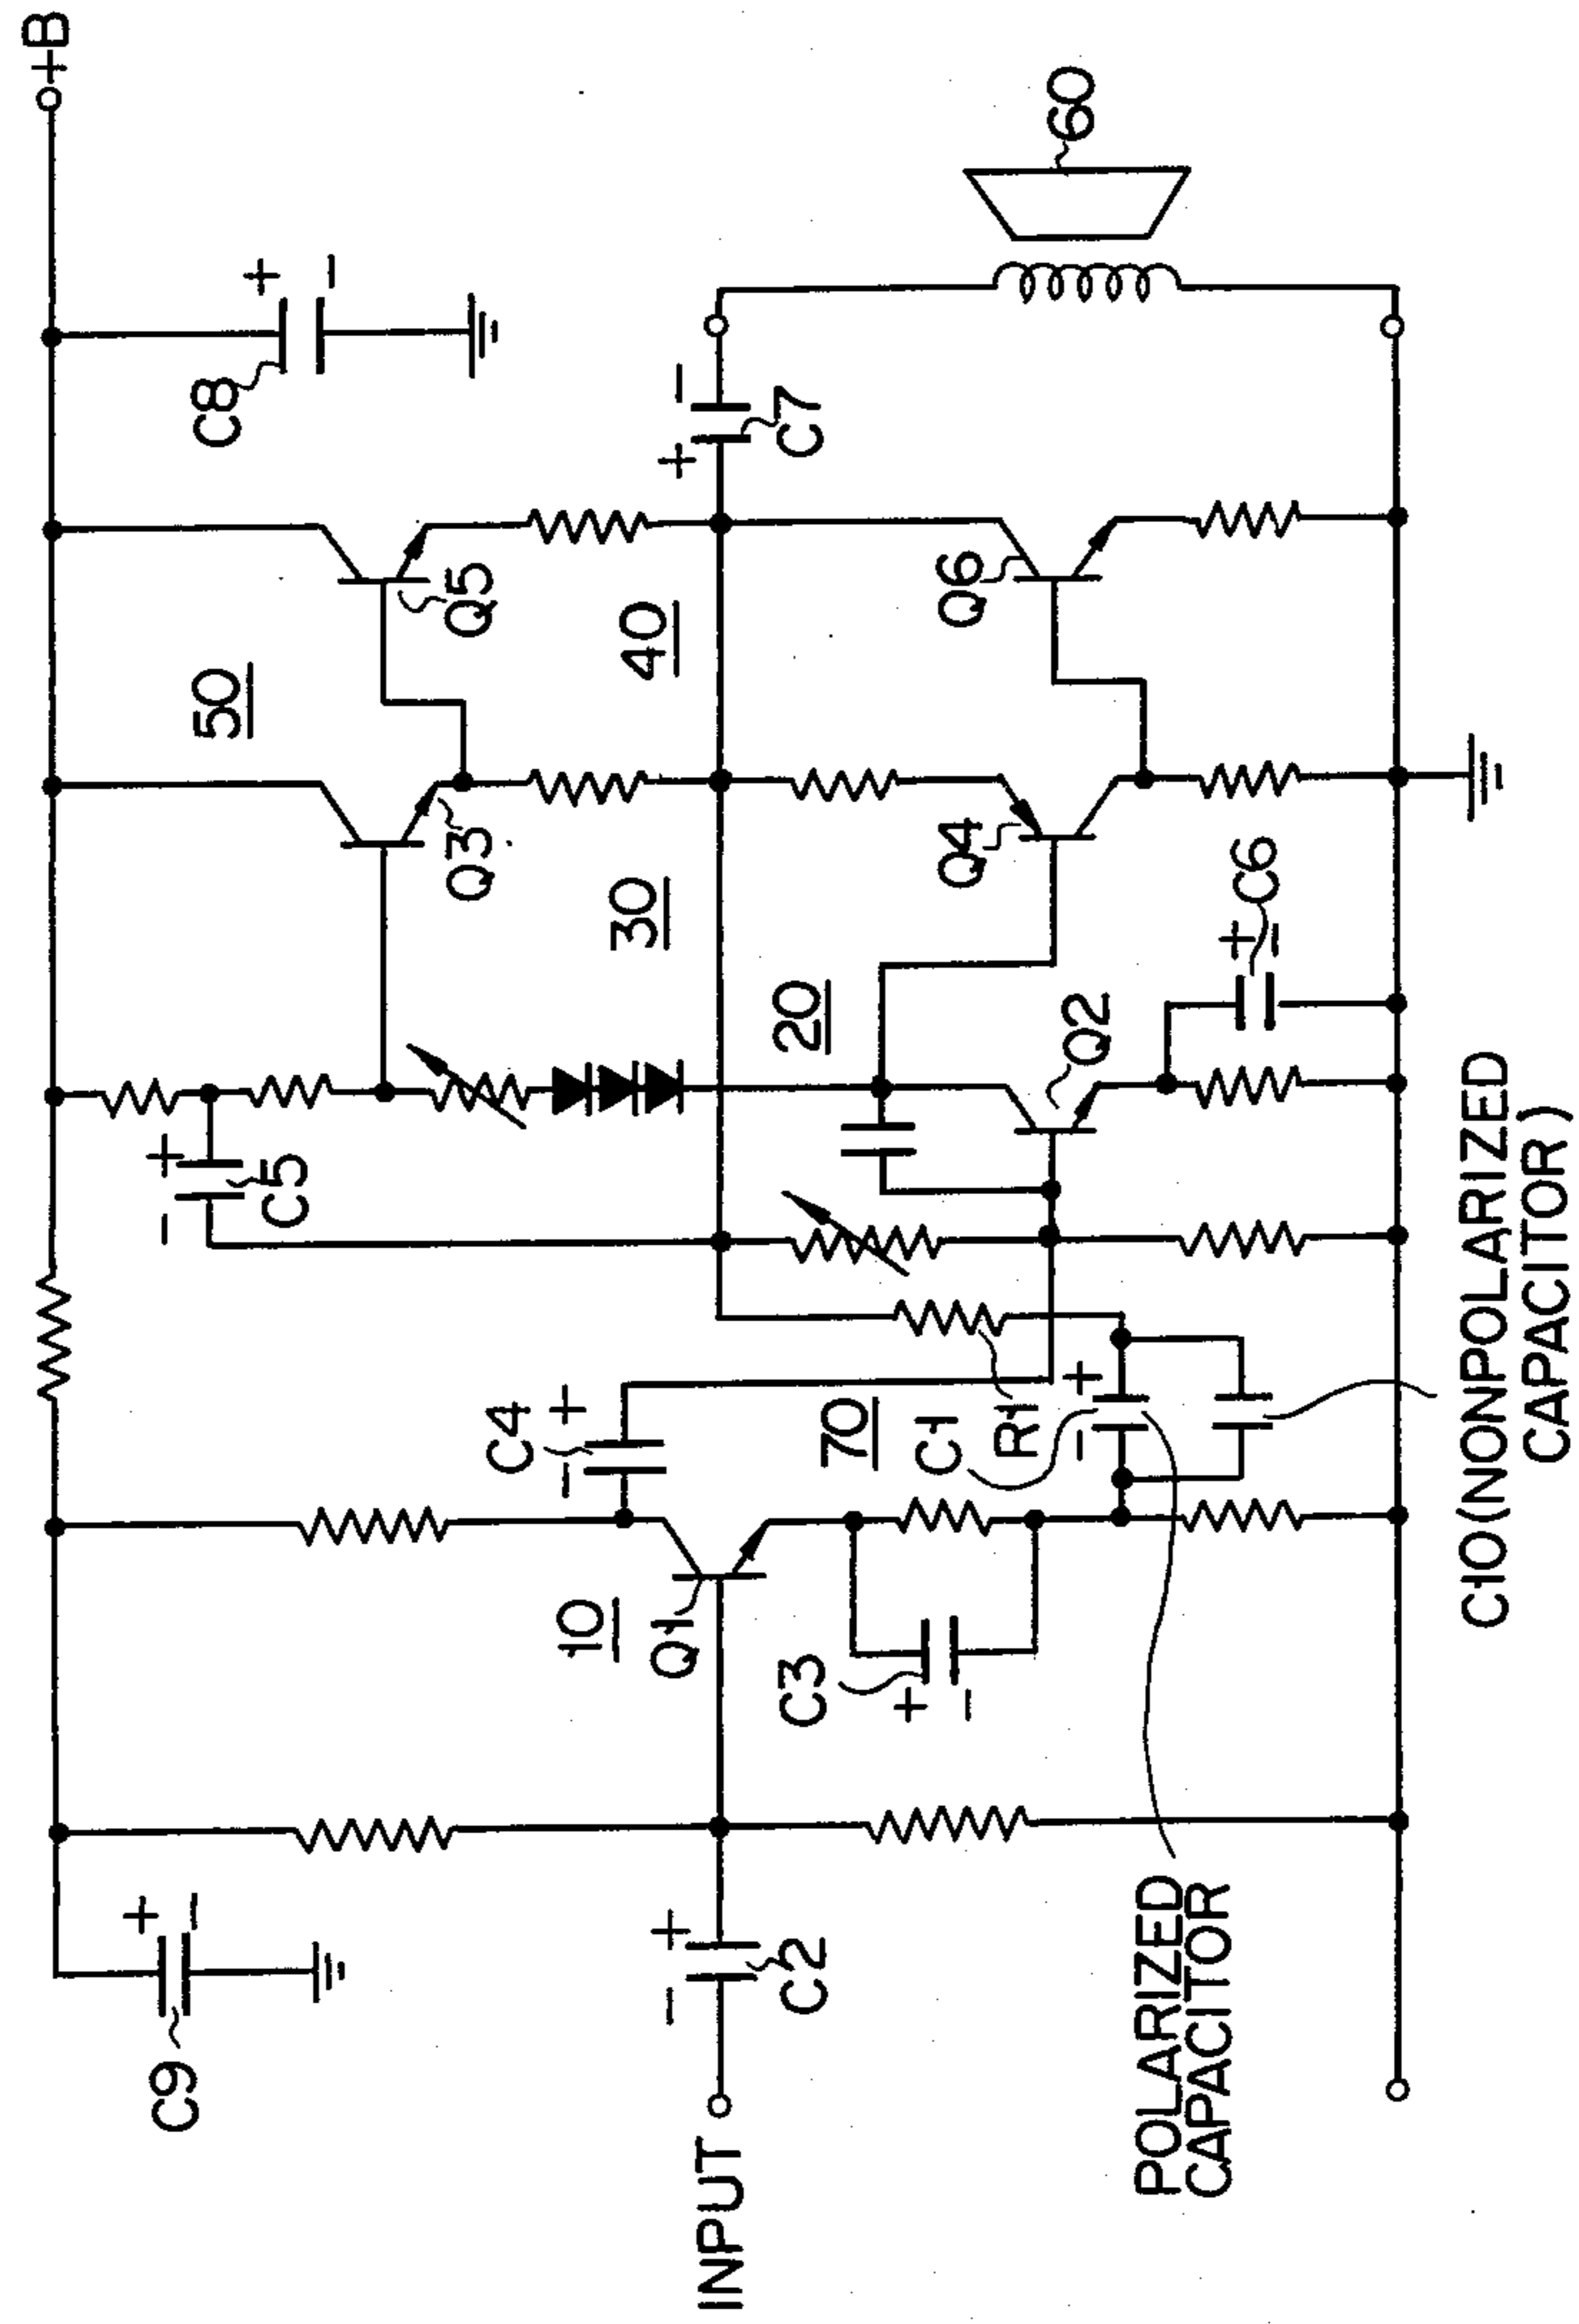 +B
C9
+
−
− +
C5
50
C8
+
−
10
C4
− +
30
Q3
Q5
40
INPUT
− +
C2
Q1
+ −
C7
C3
+
−
70
20
C1
R1
Q4
Q6
60
− +
Q2
POLARIZED
CAPACITOR
+
−
C6
C10(NONPOLARIZED
CAPACITOR)